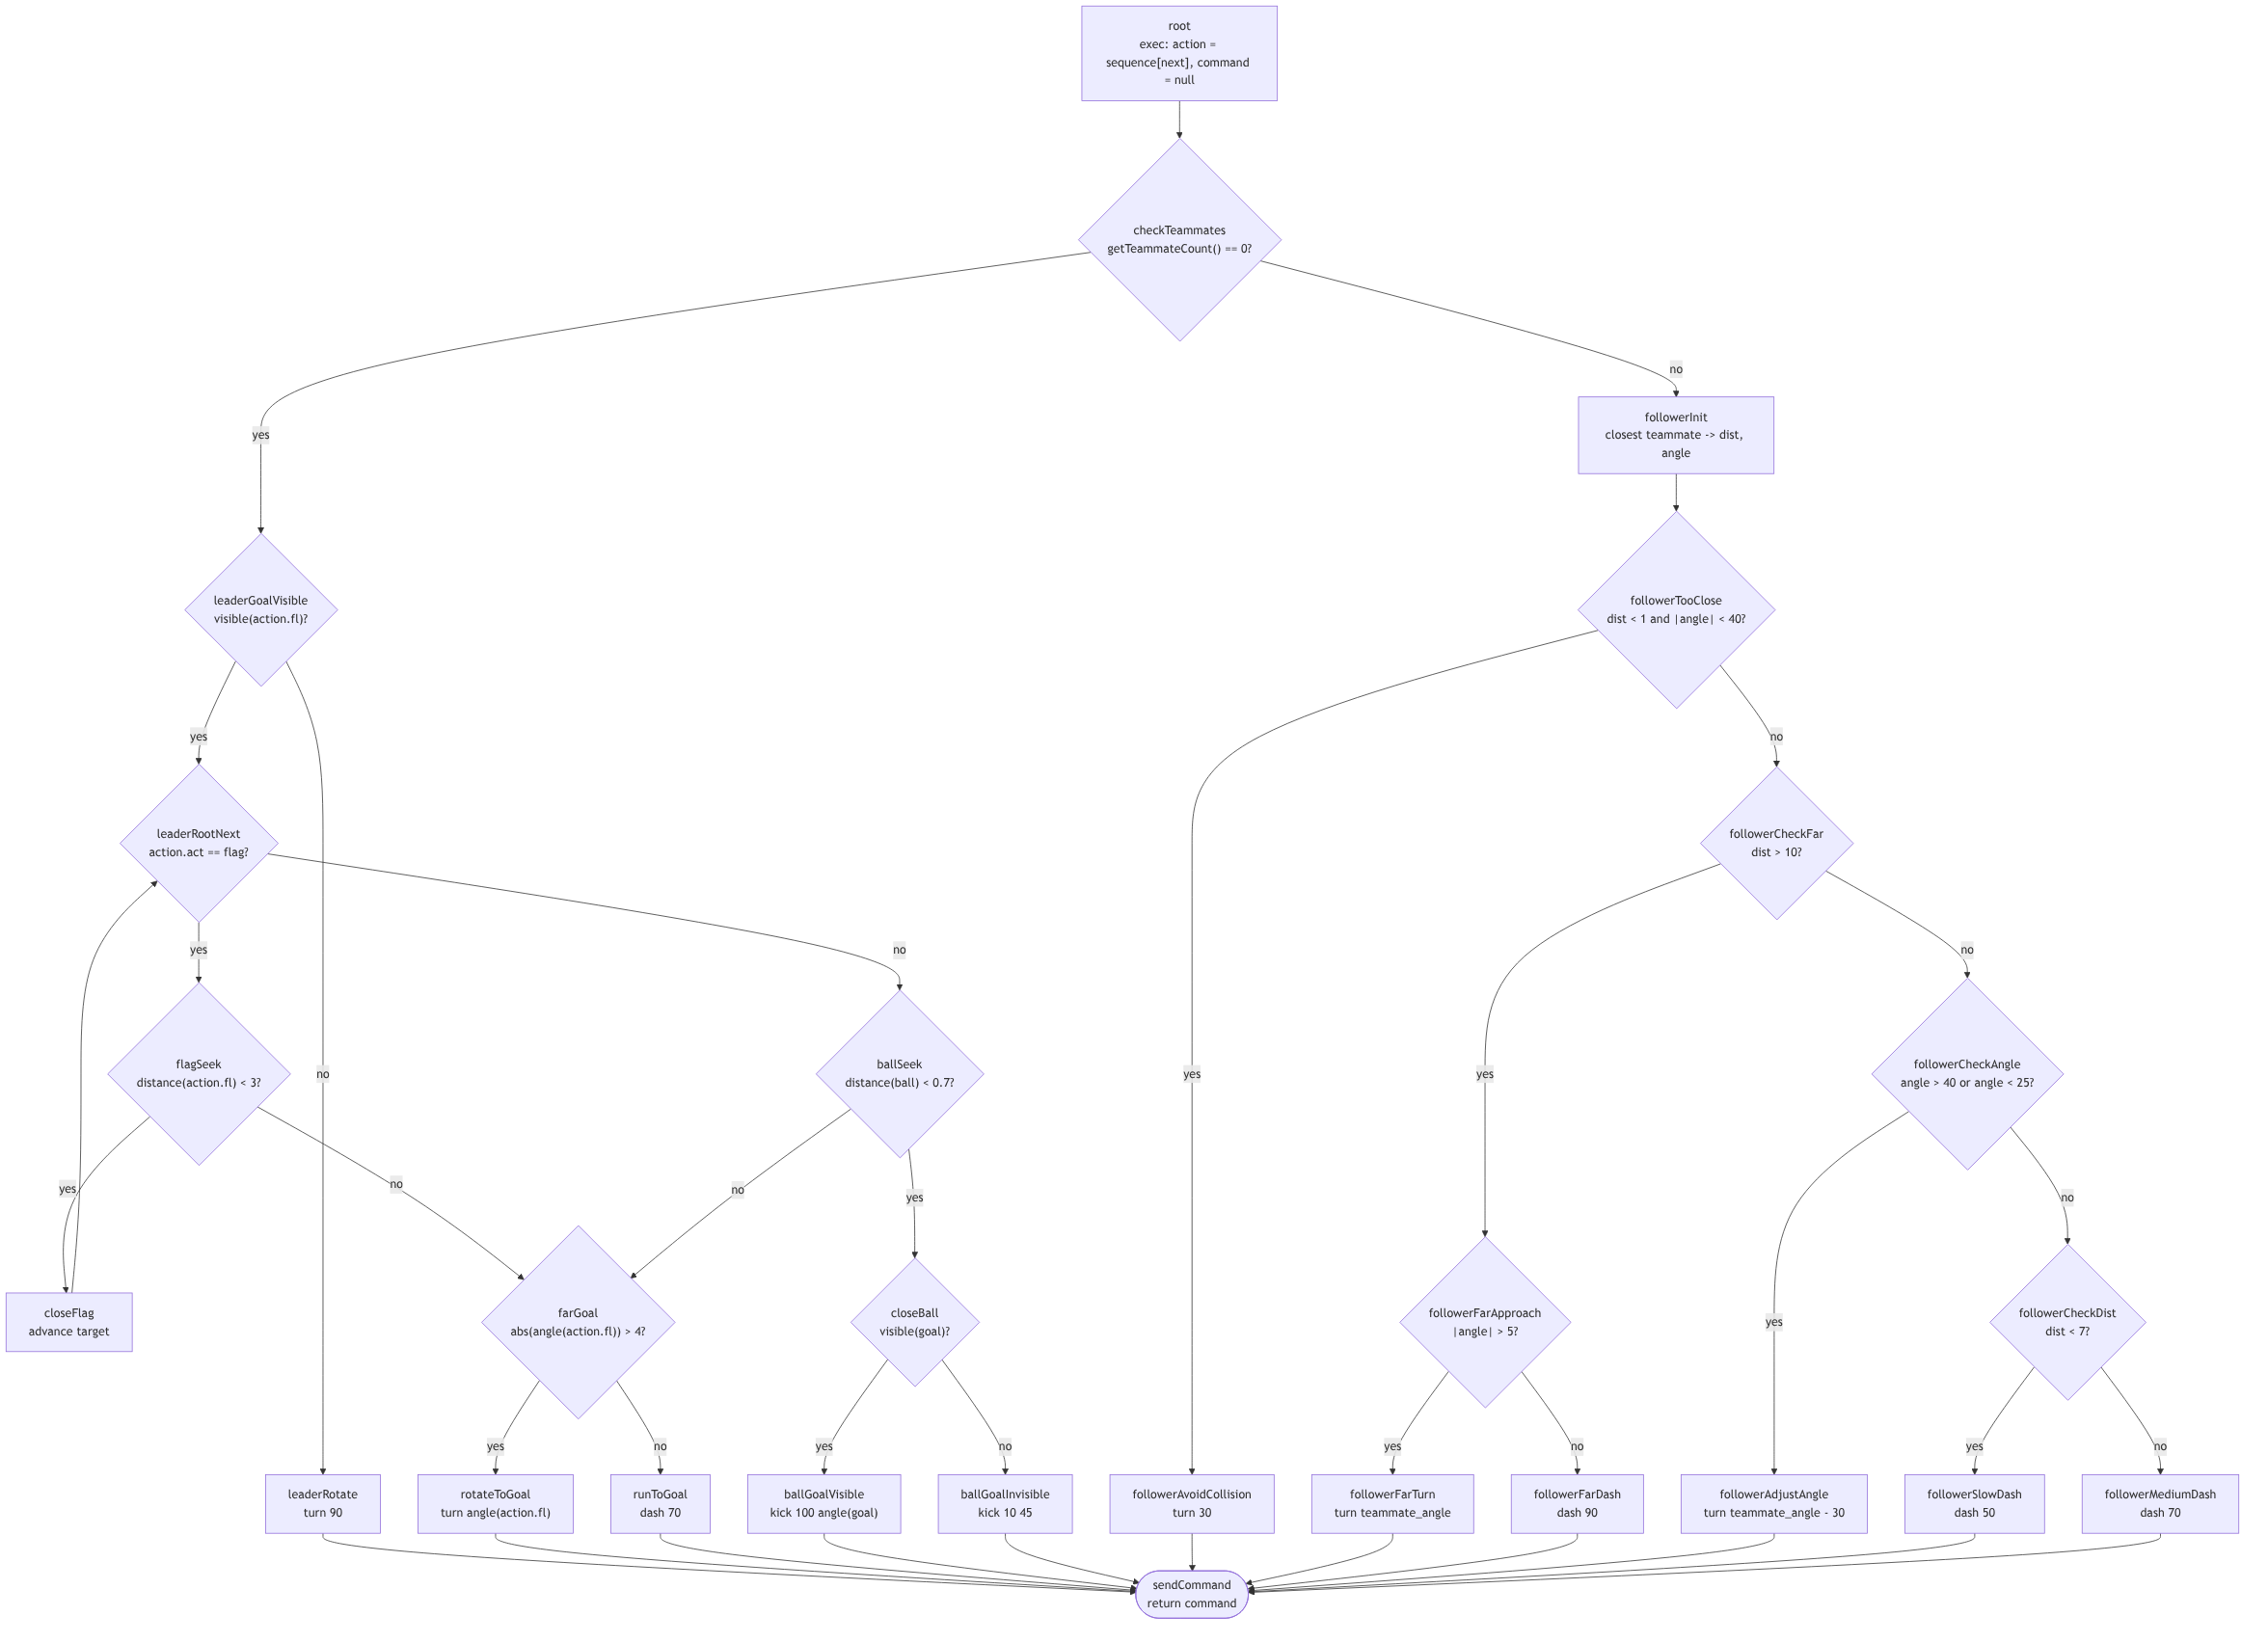 root
exec: action =
sequence[next], command
= null
checkTeammates
getTeammateCount() == 0?
no
yes
followerInit
closest teammate -> dist,
angle
leaderGoalVisible
visible(action.fl)?
followerTooClose
dist < 1 and |angle| < 40?
yes
no
leaderRootNext
action.act == flag?
followerCheckFar
dist > 10?
yes
no
no
flagSeek
distance(action.fl) < 3?
no
ballSeek
distance(ball) < 0.7?
yes
yes
followerCheckAngle
angle > 40 or angle < 25?
yes
no
no
yes
no
closeFlag
advance target
farGoal
abs(angle(action.fl)) > 4?
closeBall
visible(goal)?
followerFarApproach
|angle| > 5?
yes
followerCheckDist
dist < 7?
yes
no
yes
no
yes
no
yes
no
leaderRotate
turn 90
rotateToGoal
turn angle(action.fl)
runToGoal
dash 70
ballGoalVisible
kick 100 angle(goal)
ballGoalInvisible
kick 10 45
followerAvoidCollision
turn 30
followerFarTurn
turn teammate_angle
followerFarDash
dash 90
followerAdjustAngle
turn teammate_angle - 30
followerSlowDash
dash 50
followerMediumDash
dash 70
sendCommand
return command